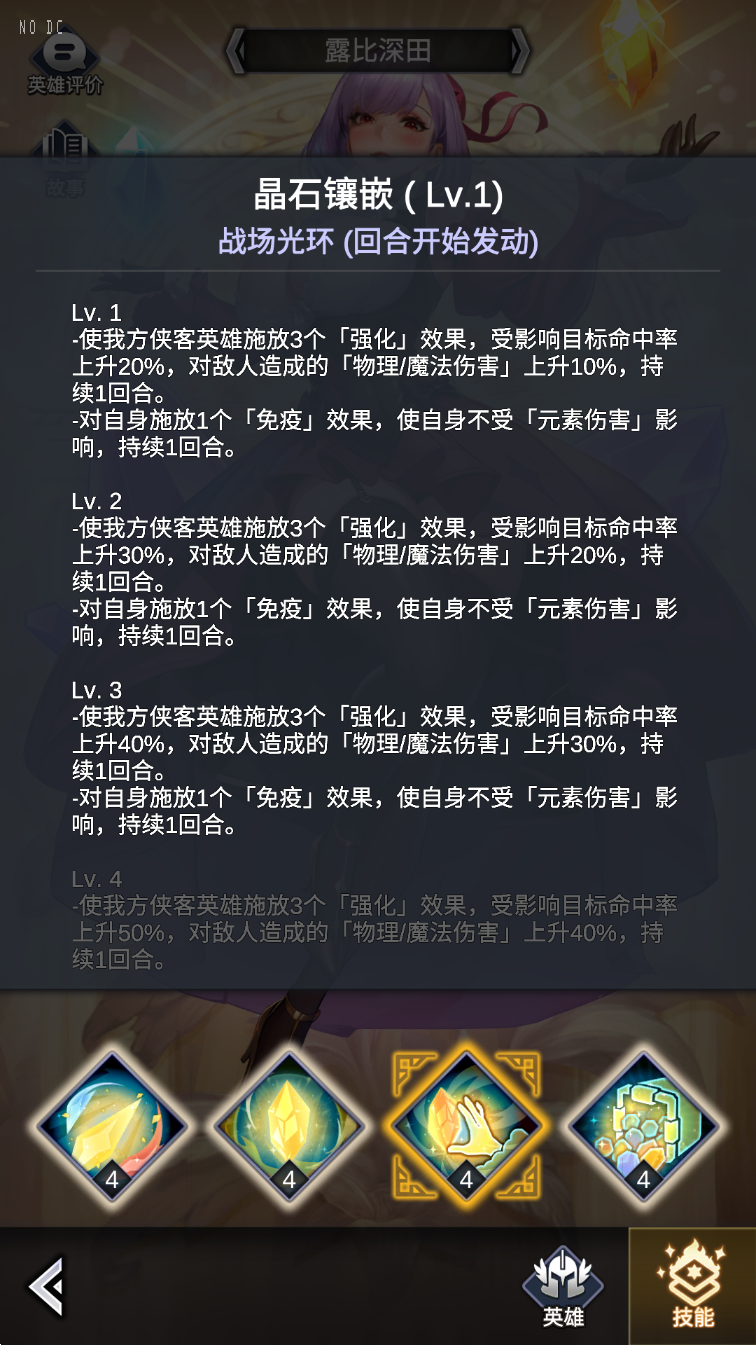 NO DC
露比深田
英雄评价
故事
晶石镶嵌 ( Lv.1)
战场光环 (回合开始发动)
Lv. 1
-使我方侠客英雄施放3个「强化」效果，受影响目标命中率
上升20%，对敌人造成的「物理/魔法伤害」上升10%，持
续1回合。
-对自身施放1个「免疫」效果，使自身不受「元素伤害」影
响，持续1回合。
Lv. 2
-使我方侠客英雄施放3个「强化」效果，受影响目标命中率
上升30%，对敌人造成的「物理/魔法伤害」上升20%，持
续1回合。
-对自身施放1个「免疫」效果，使自身不受「元素伤害」影
响，持续1回合。
Lv. 3
-使我方侠客英雄施放3个「强化」效果，受影响目标命中率
上升40%，对敌人造成的「物理/魔法伤害」上升30%，持
续1回合。
-对自身施放1个「免疫」效果，使自身不受「元素伤害」影
响，持续1回合。
Lv. 4
-使我方侠客英雄施放3个「强化」效果，受影响目标命中率
上升50%，对敌人造成的「物理/魔法伤害」上升40%，持
续1回合。
4
4
4
4
英雄
技能